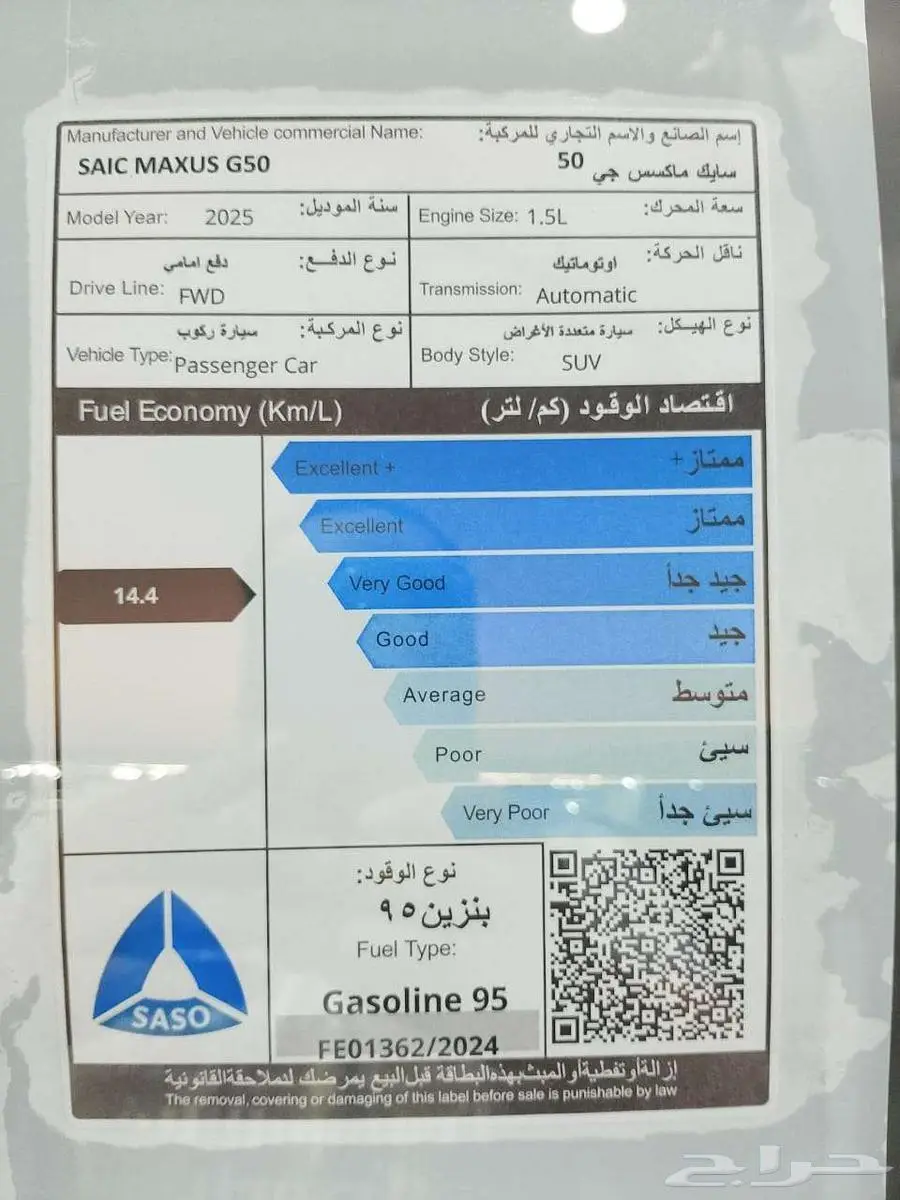 Manufacturer and Vehicle commercial Name: إسم الصانع والاسم التجاري للمركبة:
SAIC MAXUS G50 سايك ماكسس جي 50
Model Year: 2025 سنة الموديل:
Engine Size: 1.5L سعة المحرك:
دفع امامي نوع الدفع:
Drive Line: FWD
اوتوماتيك ناقل الحركة:
Transmission: Automatic
سيارة ركوب نوع المركبة:
Vehicle Type: Passenger Car
سيارة متعددة الأغراض نوع الهيكل:
Body Style: SUV
Fuel Economy (Km/L) اقتصاد الوقود (كم/ لتر)
Excellent + ممتاز+
Excellent ممتاز
14.4
Very Good جيد جدأ
Good جيد
Average متوسط
Poor سيئ
Very Poor سيئ جدأ
نوع الوقود:
بنزين ٩٥
Fuel Type:
Gasoline 95
FE01362/2024
SASO
إزالة أو تغطية أو العبث بهذه البطاقة قبل البيع يعرضك للملاحقة القانونية
The removal, covering or damaging of this label before sale is punishable by law
حراج